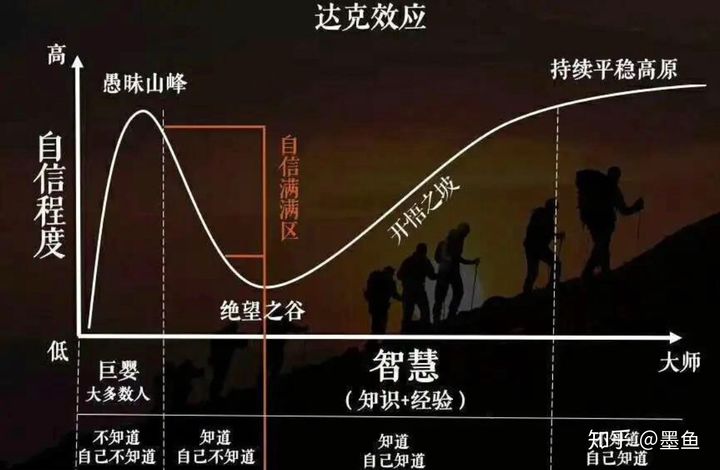 达克效应
高
愚昧山峰
持续平稳高原
自信程度
自信满满区
开悟之坡
绝望之谷
低
巨婴
大多数人
智慧
(知识+经验)
大师
不知道
自己不知道
知道
自己不知道
知道
自己知道
自己知道
知乎 @墨鱼